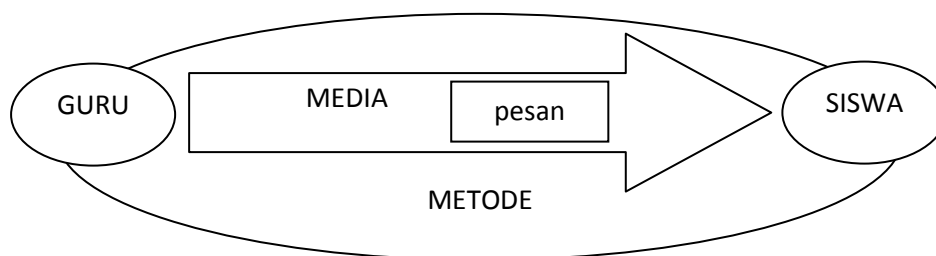 GURU
MEDIA
pesan
SISWA
METODE